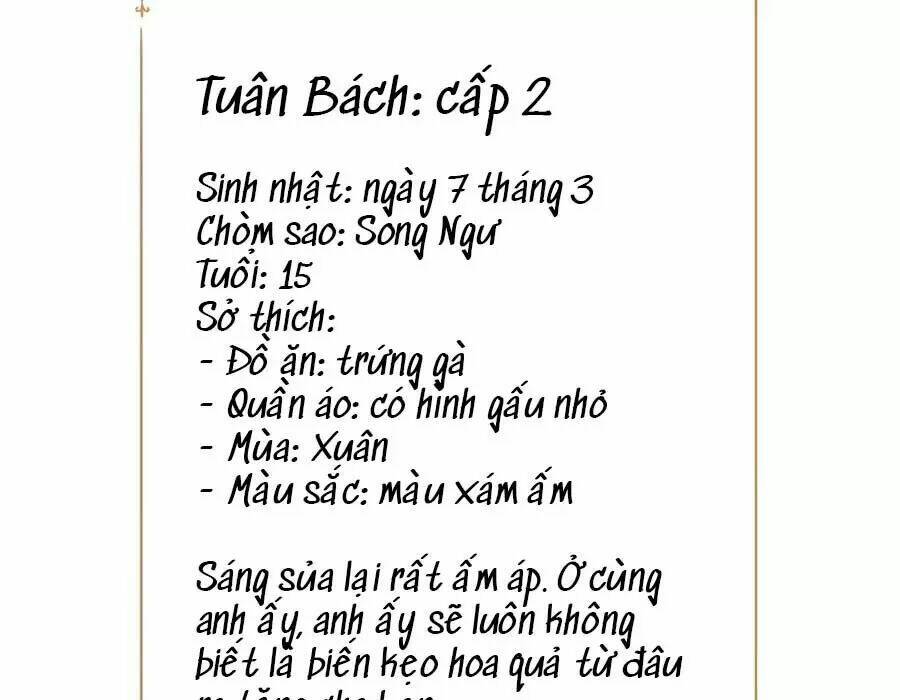 Tuân Bách: cấp 2
Sinh nhật: ngày 7 tháng 3
Chòm sao: Song Ngư
Tuổi: 15
Sở thích:
- Đồ ăn: trứng gà
- Quần áo: có hình gấu nhỏ
- Mùa: Xuân
- Màu sắc: màu xám ấm
Sáng sủa lại rất ấm áp. Ở cùng
anh ấy, anh ấy sẽ luôn không
biết là biến kẹo hoa quả từ đâu